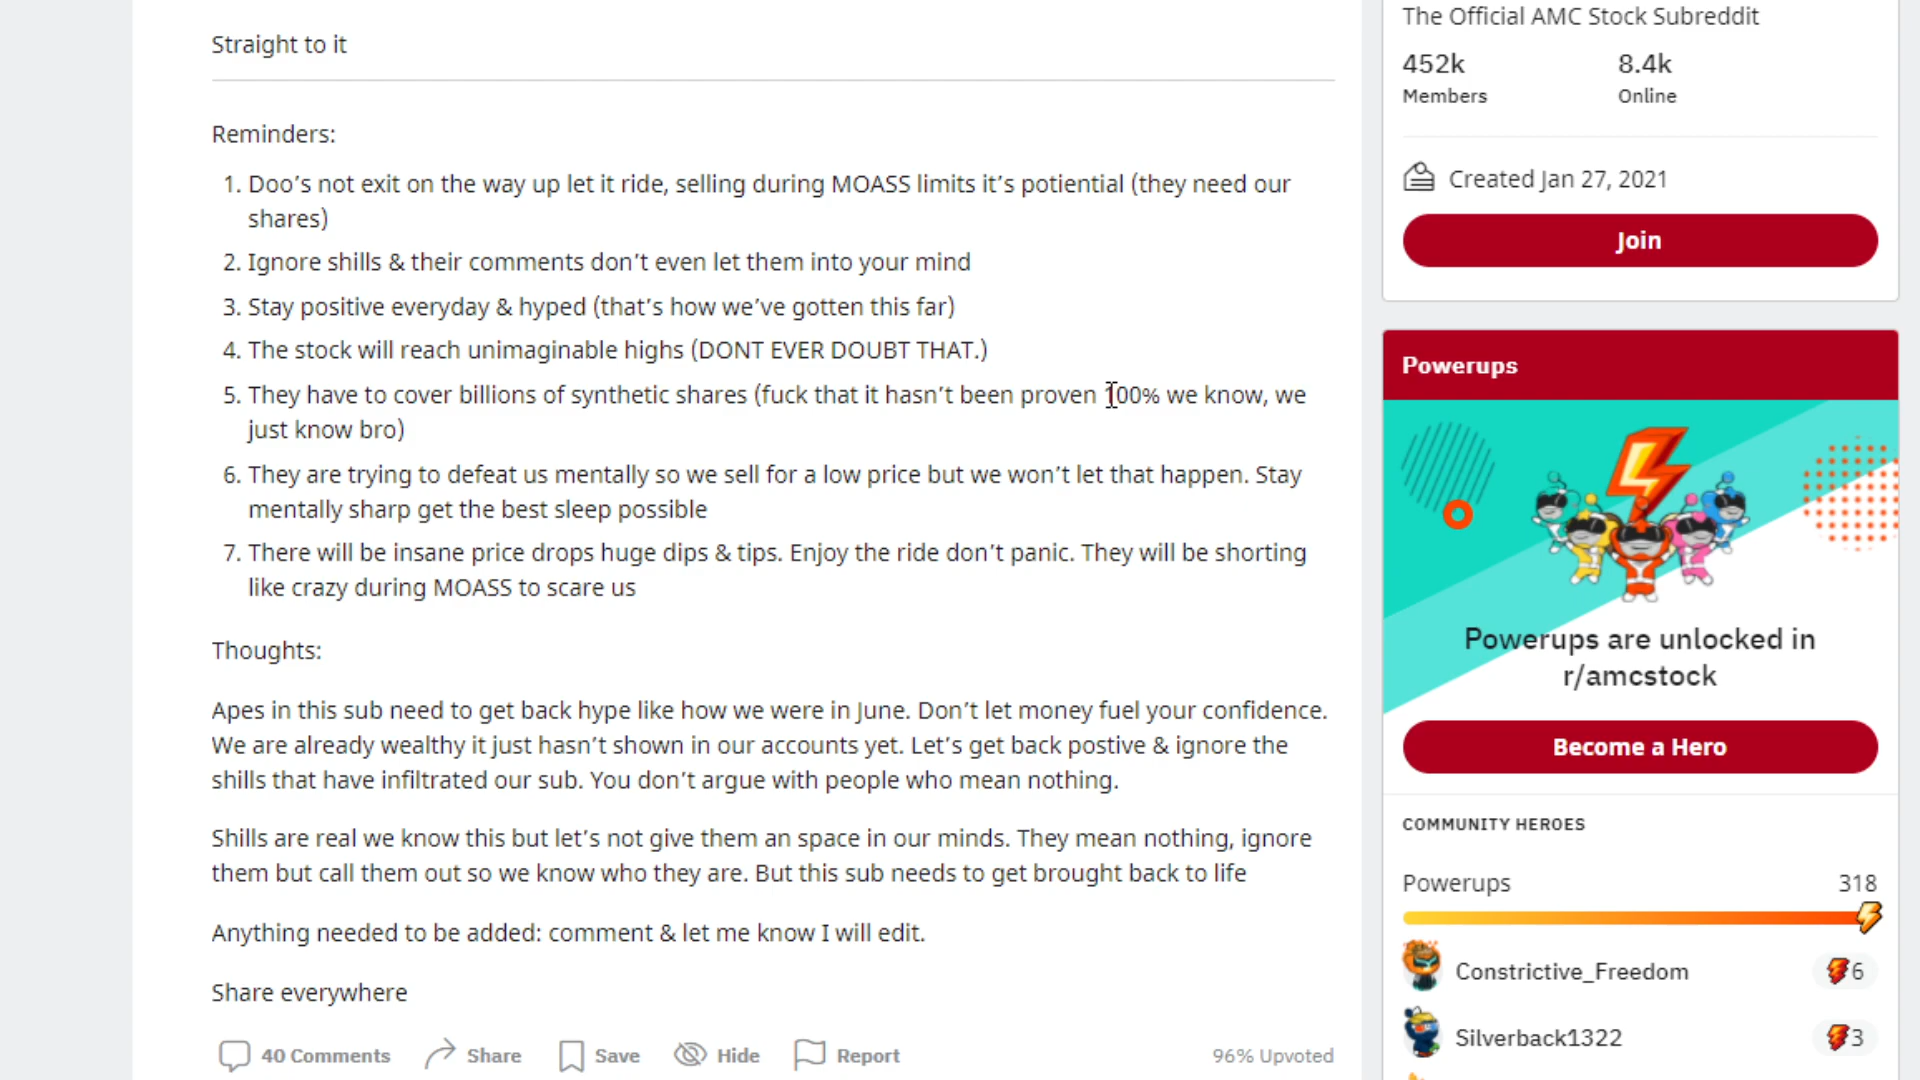 Straight to it
Reminders:
1. Doo's not exit on the way up let it ride, selling during MOASS limits it's potiential (they need our
shares)
2. Ignore shills & their comments don't even let them into your mind
3. Stay positive everyday & hyped (that's how we've gotten this far)
4. The stock will reach unimaginable highs (DONT EVER DOUBT THAT.)
5. They have to cover billions of synthetic shares (fuck that it hasn't been proven 100% we know, we
just know bro)
6. They are trying to defeat us mentally so we sell for a low price but we won't let that happen. Stay
mentally sharp get the best sleep possible
7. There will be insane price drops huge dips & tips. Enjoy the ride don't panic. They will be shorting
like crazy during MOASS to scare us
Thoughts:
Apes in this sub need to get back hype like how we were in June. Don't let money fuel your confidence.
We are already wealthy it just hasn't shown in our accounts yet. Let's get back postive & ignore the
shills that have infiltrated our sub. You don't argue with people who mean nothing.
Shills are real we know this but let's not give them an space in our minds. They mean nothing, ignore
them but call them out so we know who they are. But this sub needs to get brought back to life
Anything needed to be added: comment & let me know I will edit.
Share everywhere
40 Comments Share Save Hide Report 96% Upvoted
The Official AMC Stock Subreddit
452k 8.4k
Members Online
Created Jan 27, 2021
Join
Powerups
Powerups are unlocked in
r/amcstock
Become a Hero
COMMUNITY HEROES
Powerups 318
Constrictive_Freedom 6
Silverback1322 3